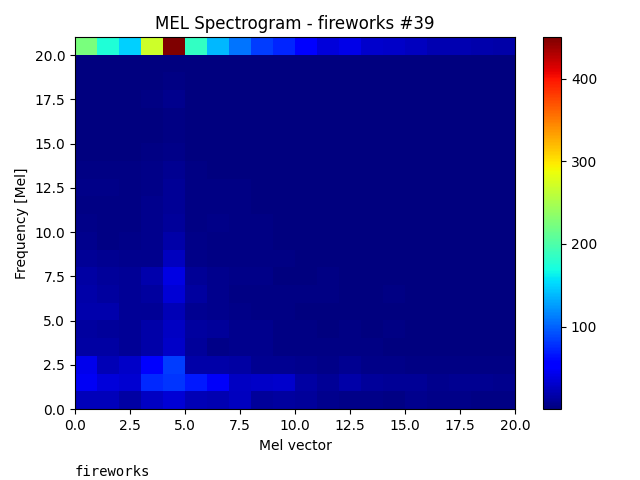 MEL Spectrogram - fireworks #39
20.0
17.5
15.0
12.5
10.0
7.5
5.0
2.5
0.0
Frequency [Mel]
0.0 2.5 5.0 7.5 10.0 12.5 15.0 17.5 20.0
Mel vector
400
300
200
100
fireworks